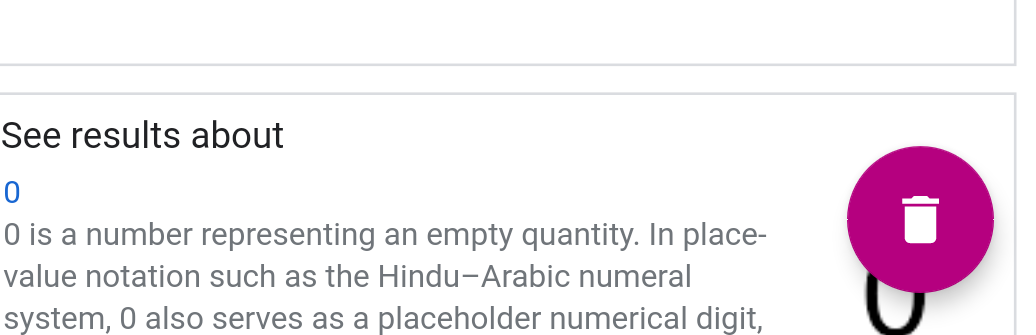 See results about
0
0 is a number representing an empty quantity. In place-
value notation such as the Hindu–Arabic numeral
system, 0 also serves as a placeholder numerical digit,
0